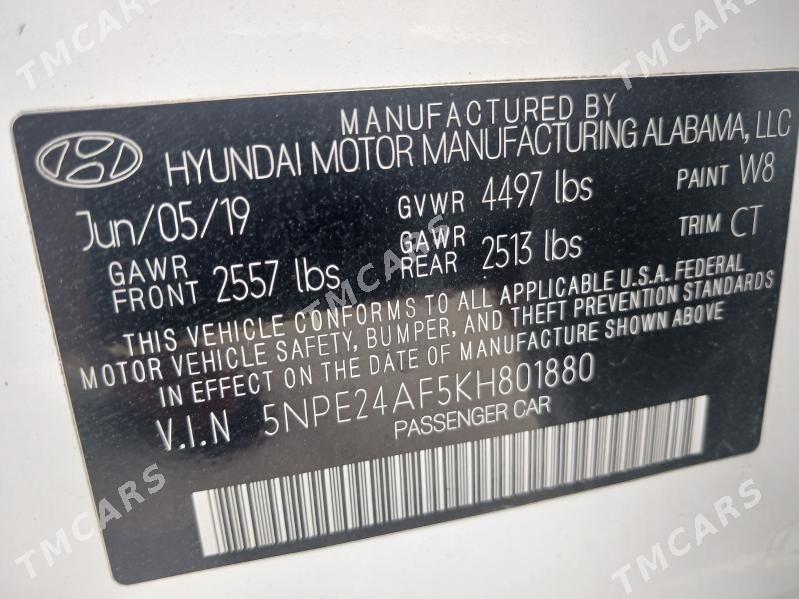 TMCARS TMCARS
MANUFACTURED BY
HYUNDAI MOTOR MANUFACTURING ALABAMA, LLC
Jun/05/19 GVWR 4497 lbs PAINT W8
GAWR FRONT 2557 lbs GAWR REAR 2513 lbs TRIM CT
TMCARS
THIS VEHICLE CONFORMS TO ALL APPLICABLE U.S.A. FEDERAL
MOTOR VEHICLE SAFETY, BUMPER, AND THEFT PREVENTION STANDARDS
IN EFFECT ON THE DATE OF MANUFACTURE SHOWN ABOVE
V.I.N 5NPE24AF5KH801880
PASSENGER CAR
TMCARS TMCARS